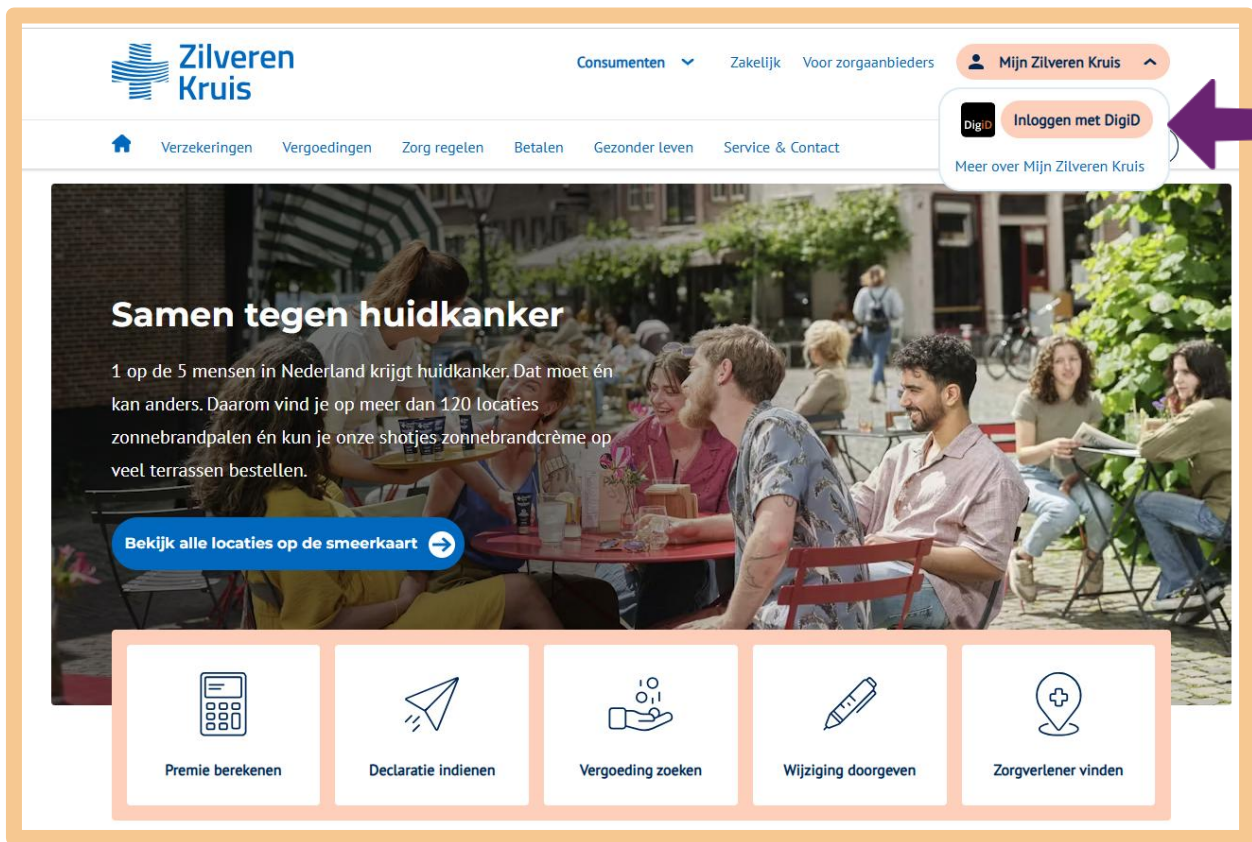 Zilveren
Kruis
Consumenten
Zakelijk
Voor zorgaanbieders
Mijn Zilveren Kruis
DigiD
Inloggen met DigiD
Meer over Mijn Zilveren Kruis
Verzekeringen
Vergoedingen
Zorg regelen
Betalen
Gezonder leven
Service & Contact
Samen tegen huidkanker
1 op de 5 mensen in Nederland krijgt huidkanker. Dat moet én
kan anders. Daarom vind je op meer dan 120 locaties
zonnebrandpalen én kun je onze shotjes zonnebrandcrème op
veel terrassen bestellen.
Bekijk alle locaties op de smeerkaart
Premie berekenen
Declaratie indienen
Vergoeding zoeken
Wijziging doorgeven
Zorgverlener vinden